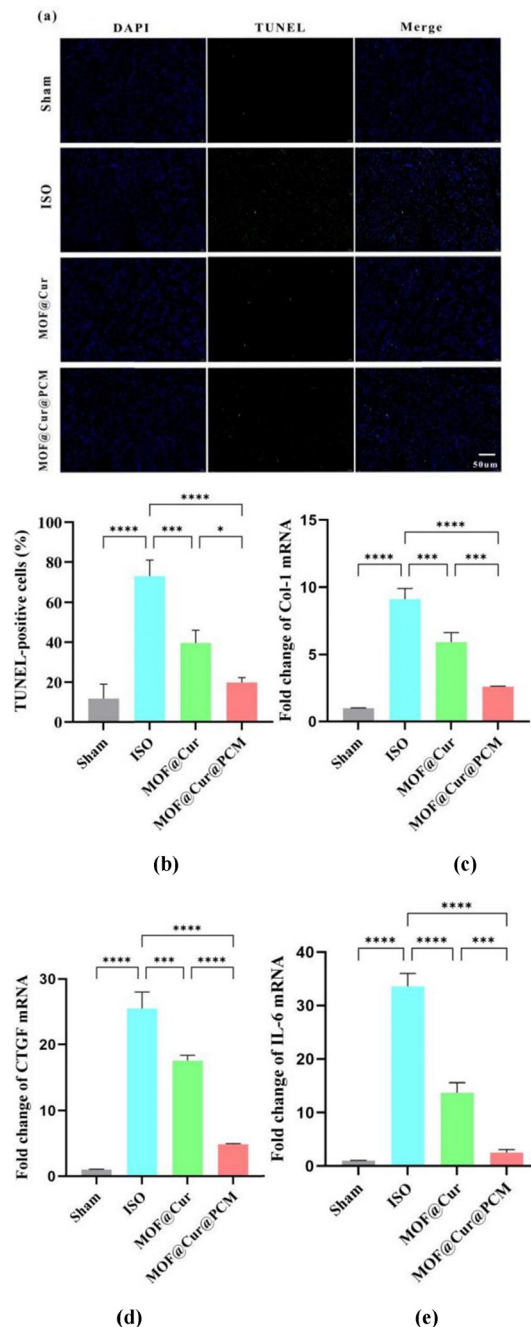 (a)
DAPI TUNEL Merge
Sham
ISO
MOF@Cur
MOF@Cur@PCM
50um
TUNEL-positive cells (%)
100
80
60
40
20
0
****
**** *** *
Sham
ISO
MOF@Cur
MOF@Cur@PCM
(b)
Fold change of Col-1 mRNA
15
10
5
0
****
**** *** ***
Sham
ISO
MOF@Cur
MOF@Cur@PCM
(c)
Fold change of CTGF mRNA
30
20
10
0
****
**** *** ****
Sham
ISO
MOF@Cur
MOF@Cur@PCM
(d)
Fold change of IL-6 mRNA
40
30
20
10
0
****
**** **** ***
Sham
ISO
MOF@Cur
MOF@Cur@PCM
(e)